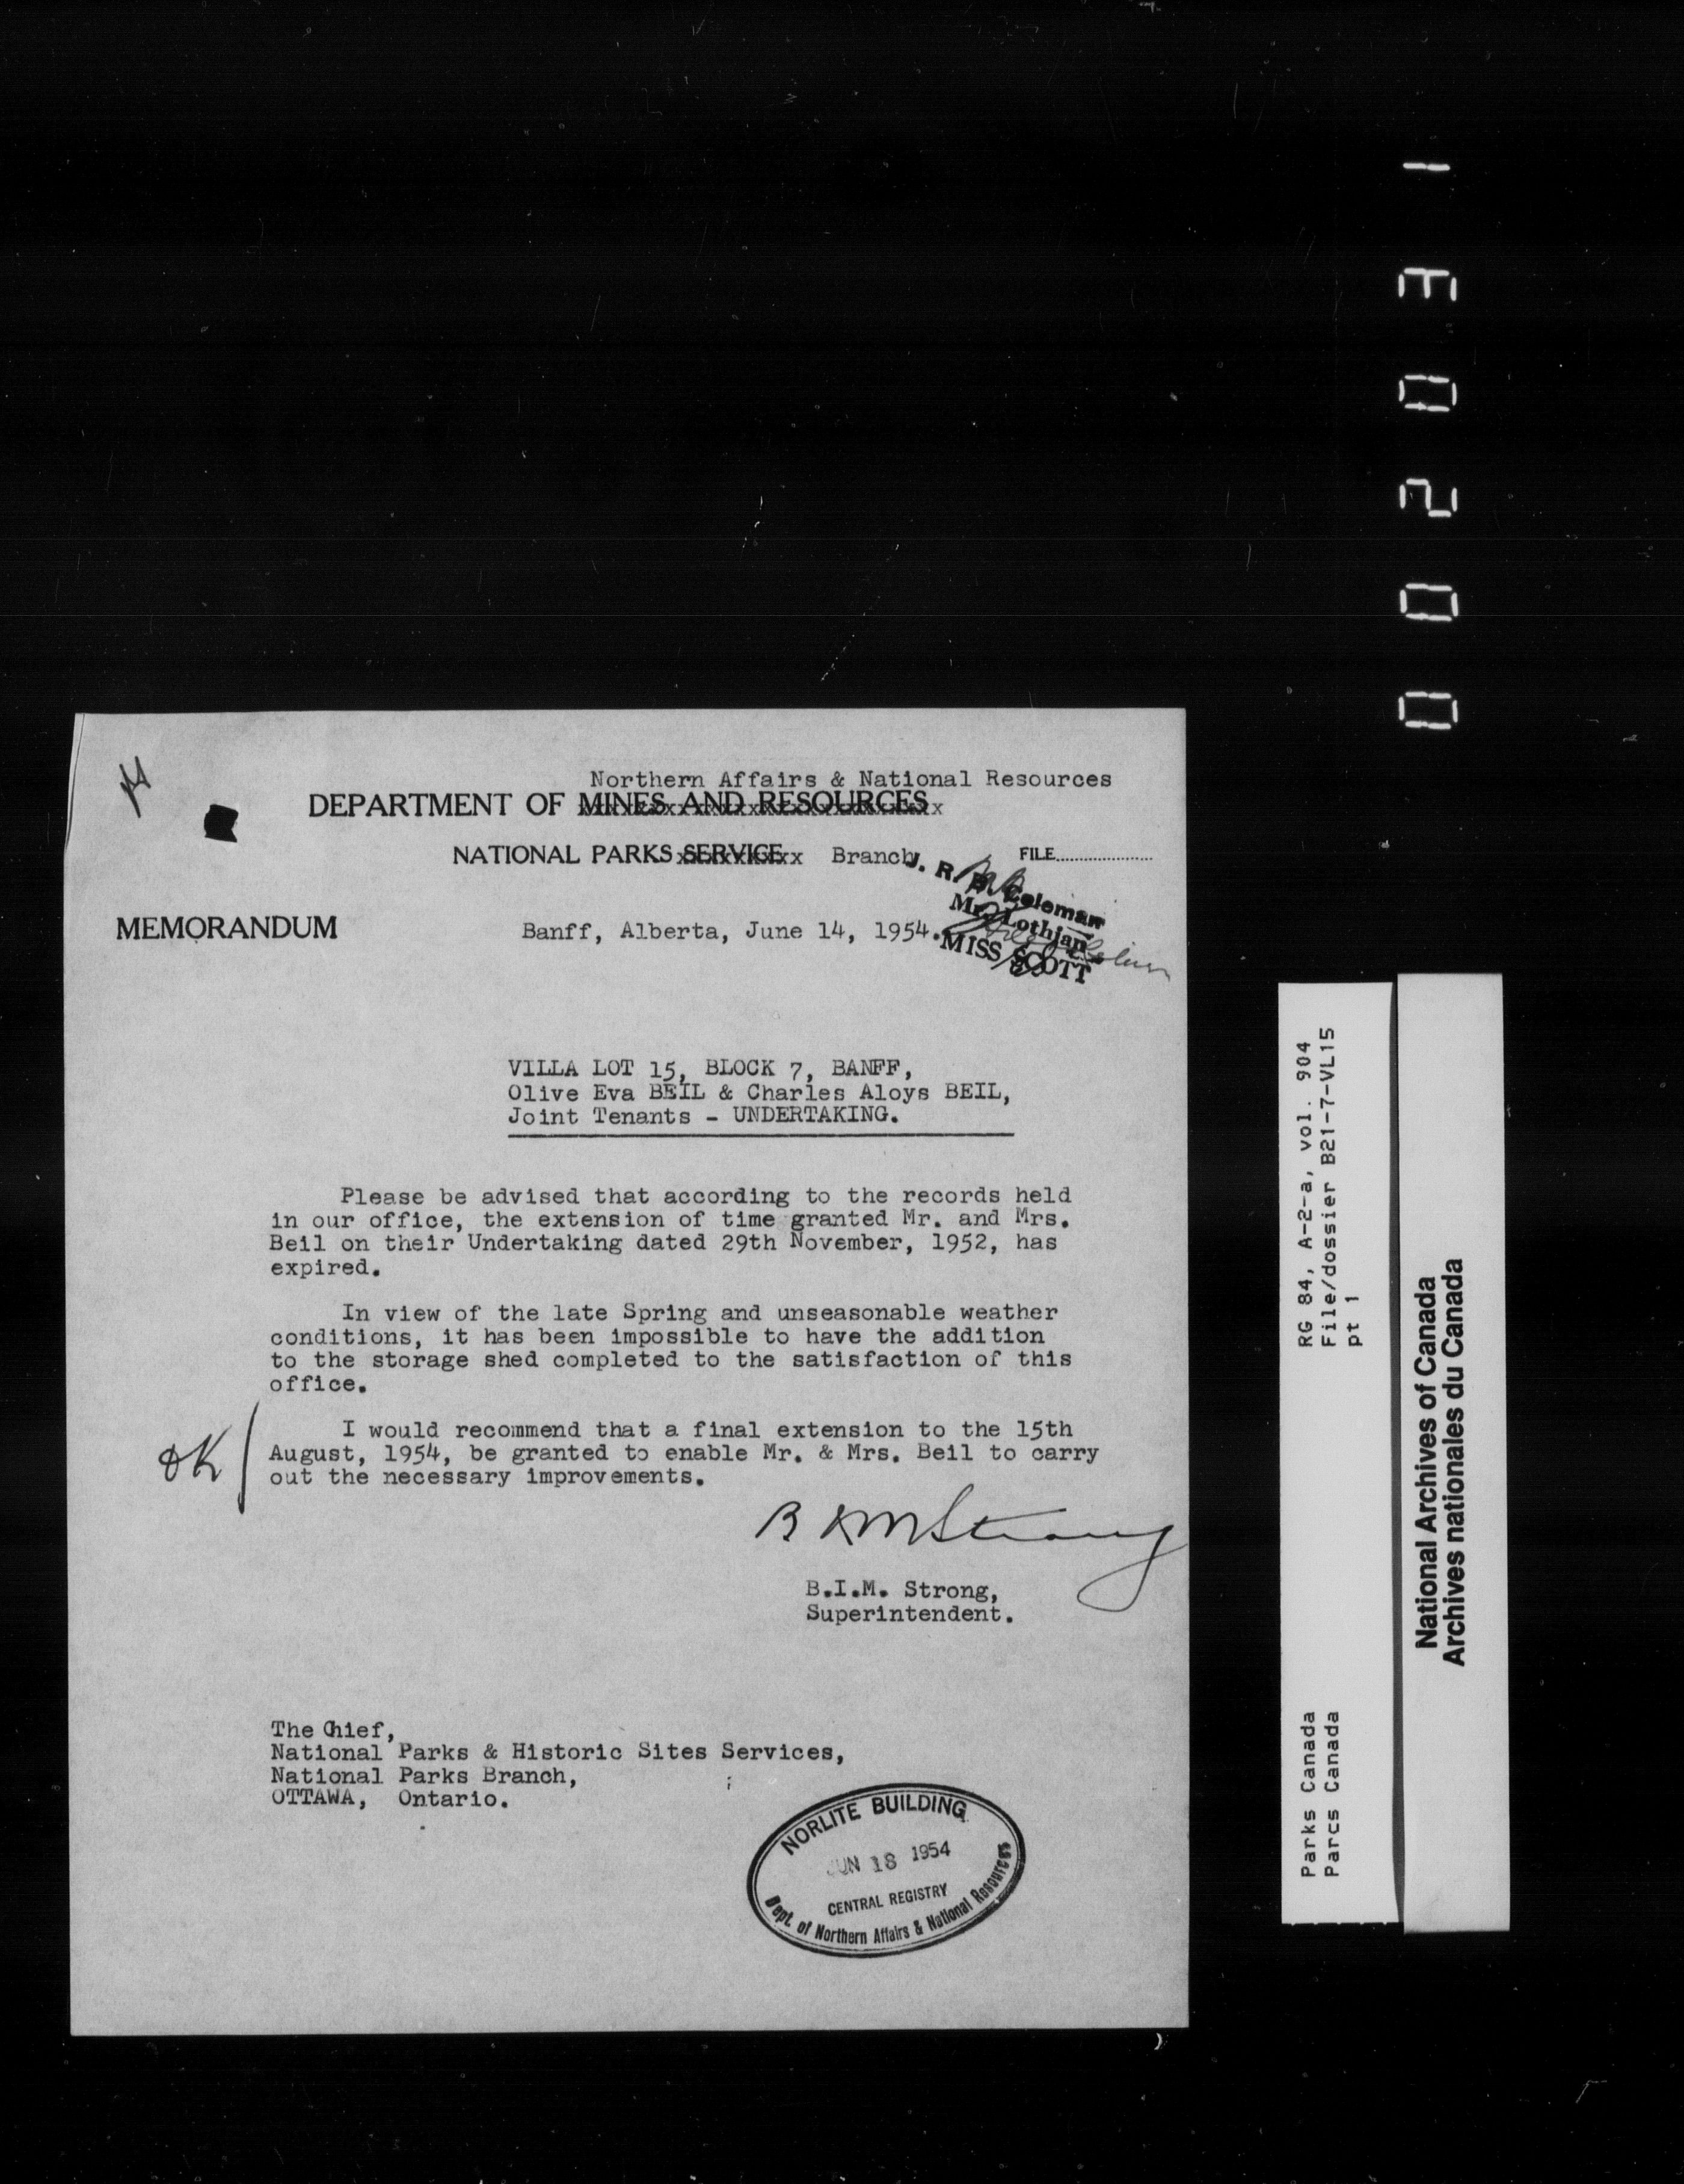 Northern Affairs & National Resources
DEPARTMENT OF MINES AND RESOURCES
NATIONAL PARKS SERVICE Branch
FILE
J. R. B. Coleman
Mr. Lothian
MISS SCOTT
MEMORANDUM
Banff, Alberta, June 14, 1954.
VILLA LOT 15, BLOCK 7, BANFF,
Olive Eva BEIL & Charles Aloys BEIL,
Joint Tenants - UNDERTAKING.
Please be advised that according to the records held
in our office, the extension of time granted Mr. and Mrs.
Beil on their Undertaking dated 29th November, 1952, has
expired.
In view of the late Spring and unseasonable weather
conditions, it has been impossible to have the addition
to the storage shed completed to the satisfaction of this
office.
OK
I would recommend that a final extension to the 15th
August, 1954, be granted to enable Mr. & Mrs. Beil to carry
out the necessary improvements.
B I M Strong
B.I.M. Strong,
Superintendent.
The Chief,
National Parks & Historic Sites Services,
National Parks Branch,
OTTAWA, Ontario.
NORLITE BUILDING
JUN 18 1954
CENTRAL REGISTRY
Dept. of Northern Affairs & National Resources
002031
RG 84, A-2-a, vol. 904
File/dossier B21-7-VL15
pt 1
Parks Canada
Parcs Canada
National Archives of Canada
Archives nationales du Canada